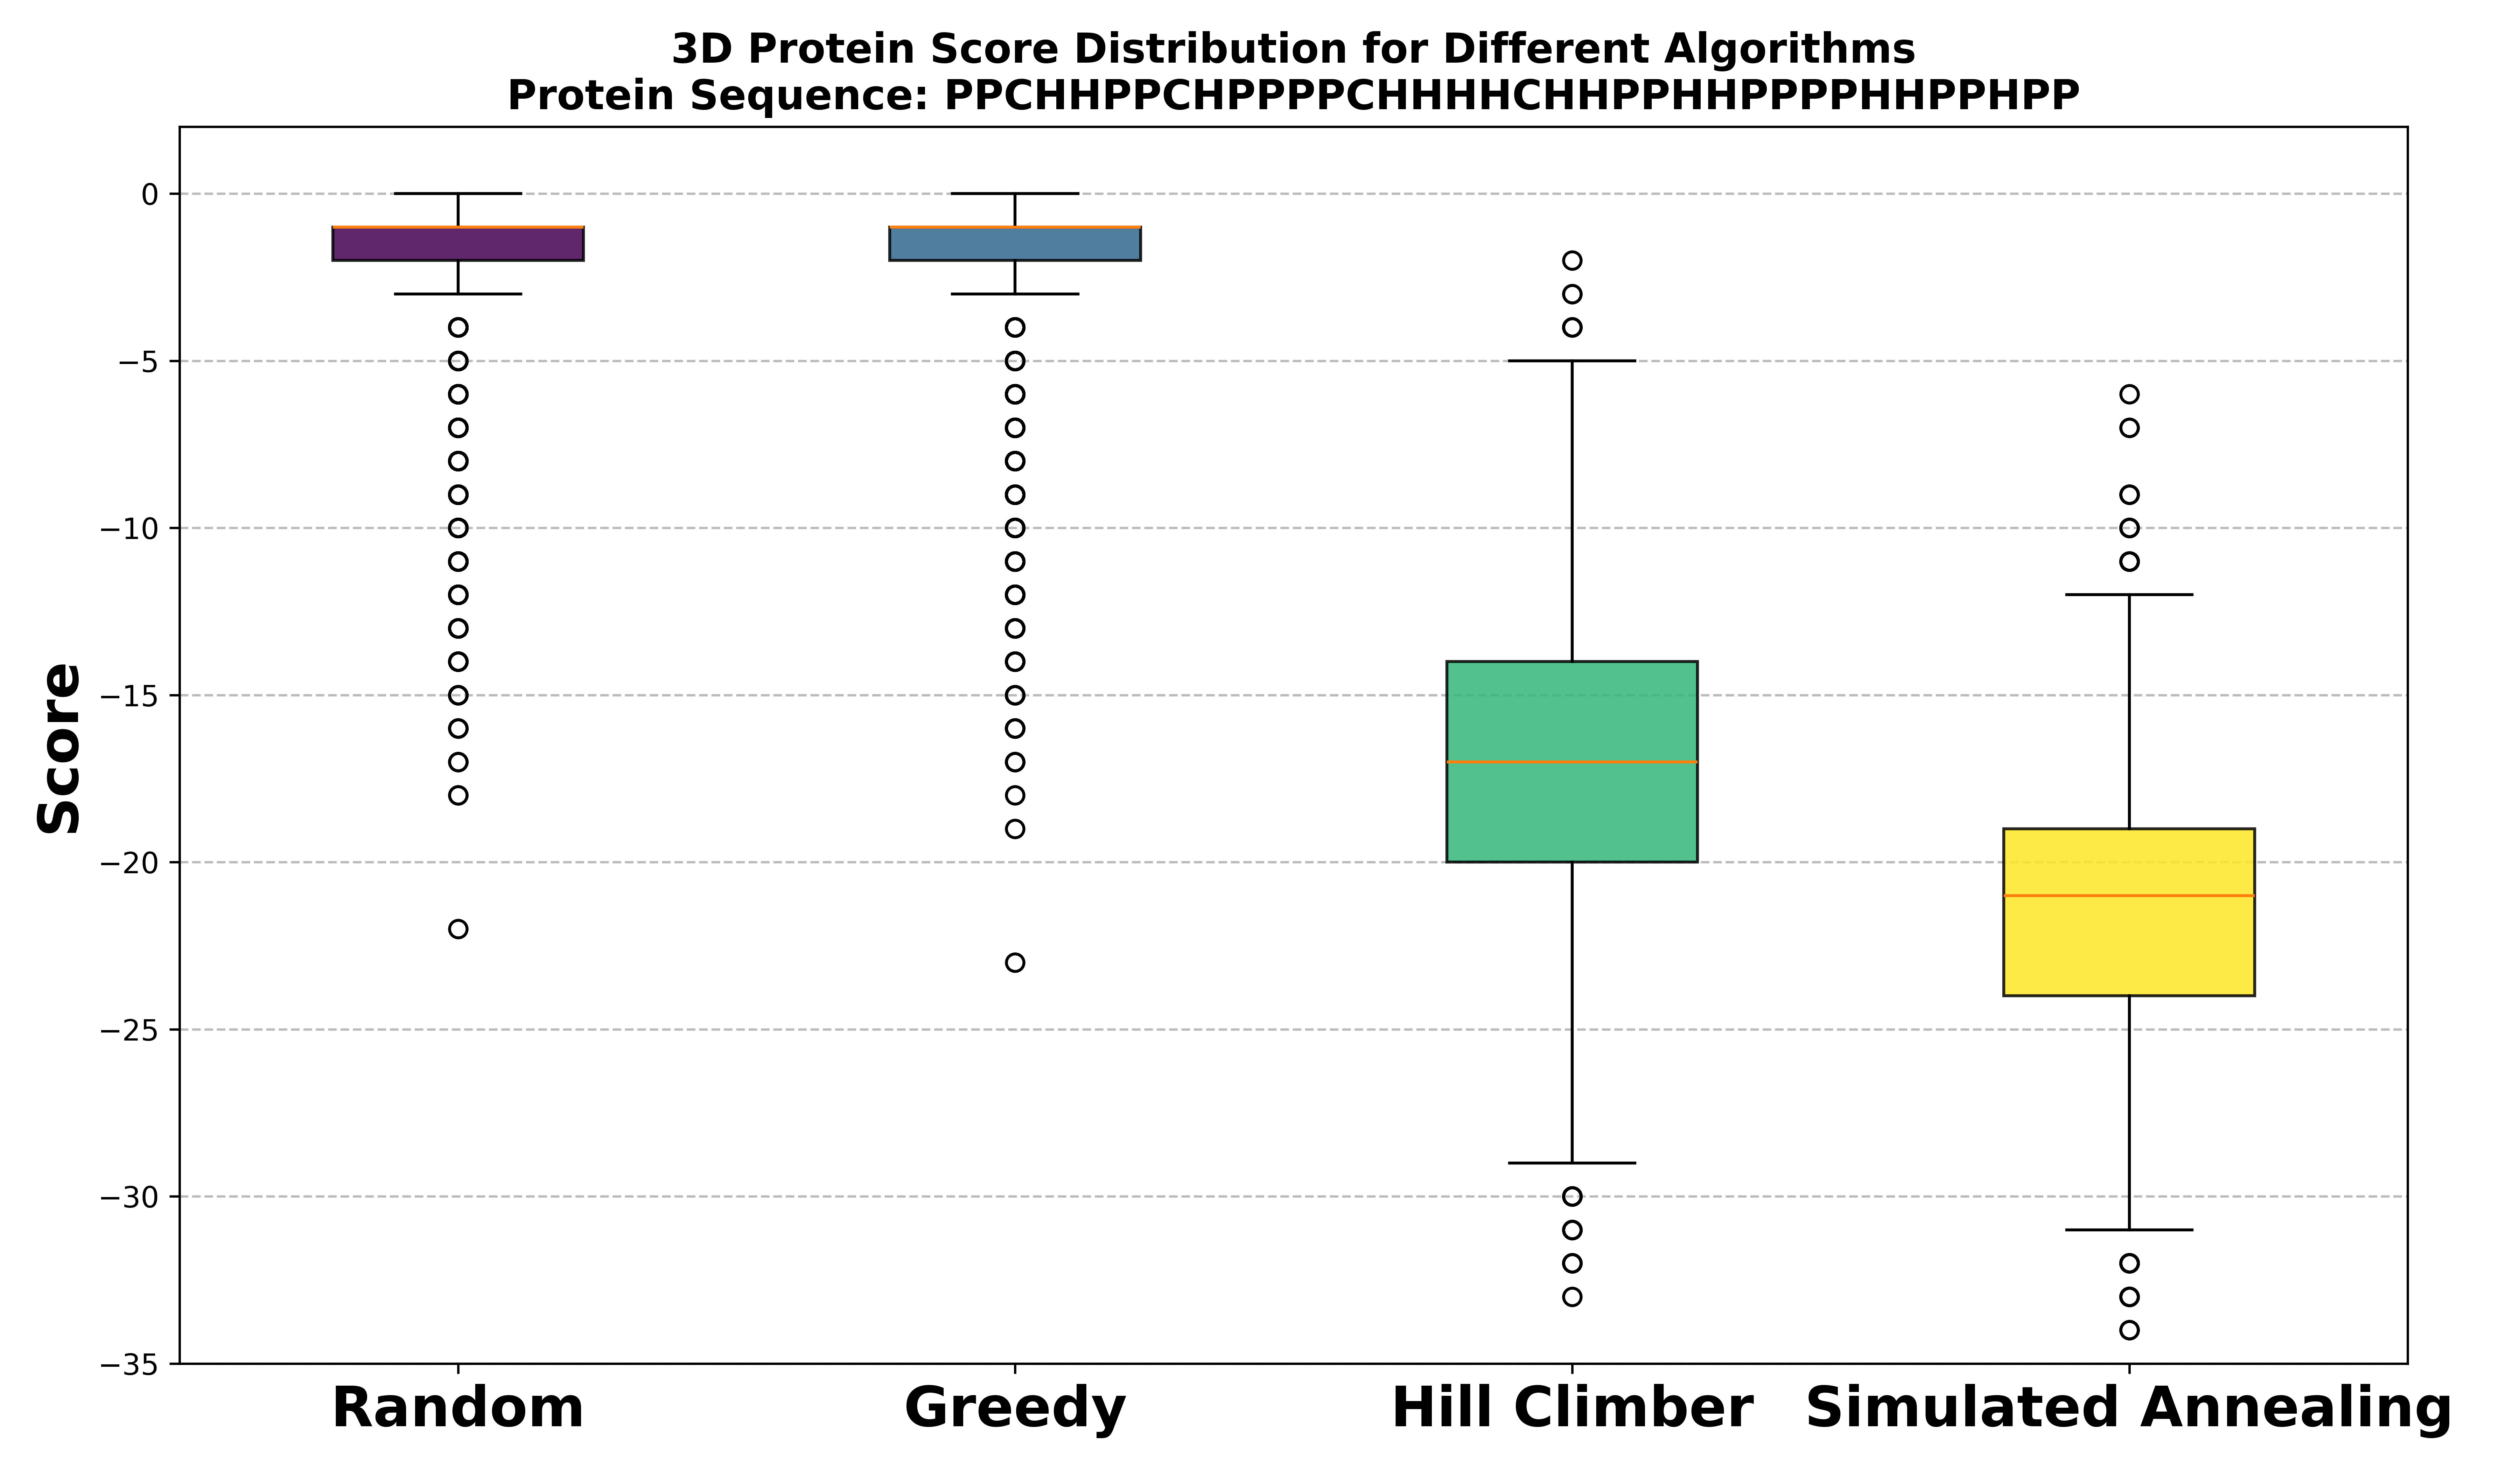 3D Protein Score Distribution for Different Algorithms
Protein Sequence: PPCHHPPCHPPPPPCHHHHCHHPPHHPPPPHHPPHPP
Score
0
−5
−10
−15
−20
−25
−30
−35
Random
Greedy
Hill Climber
Simulated Annealing